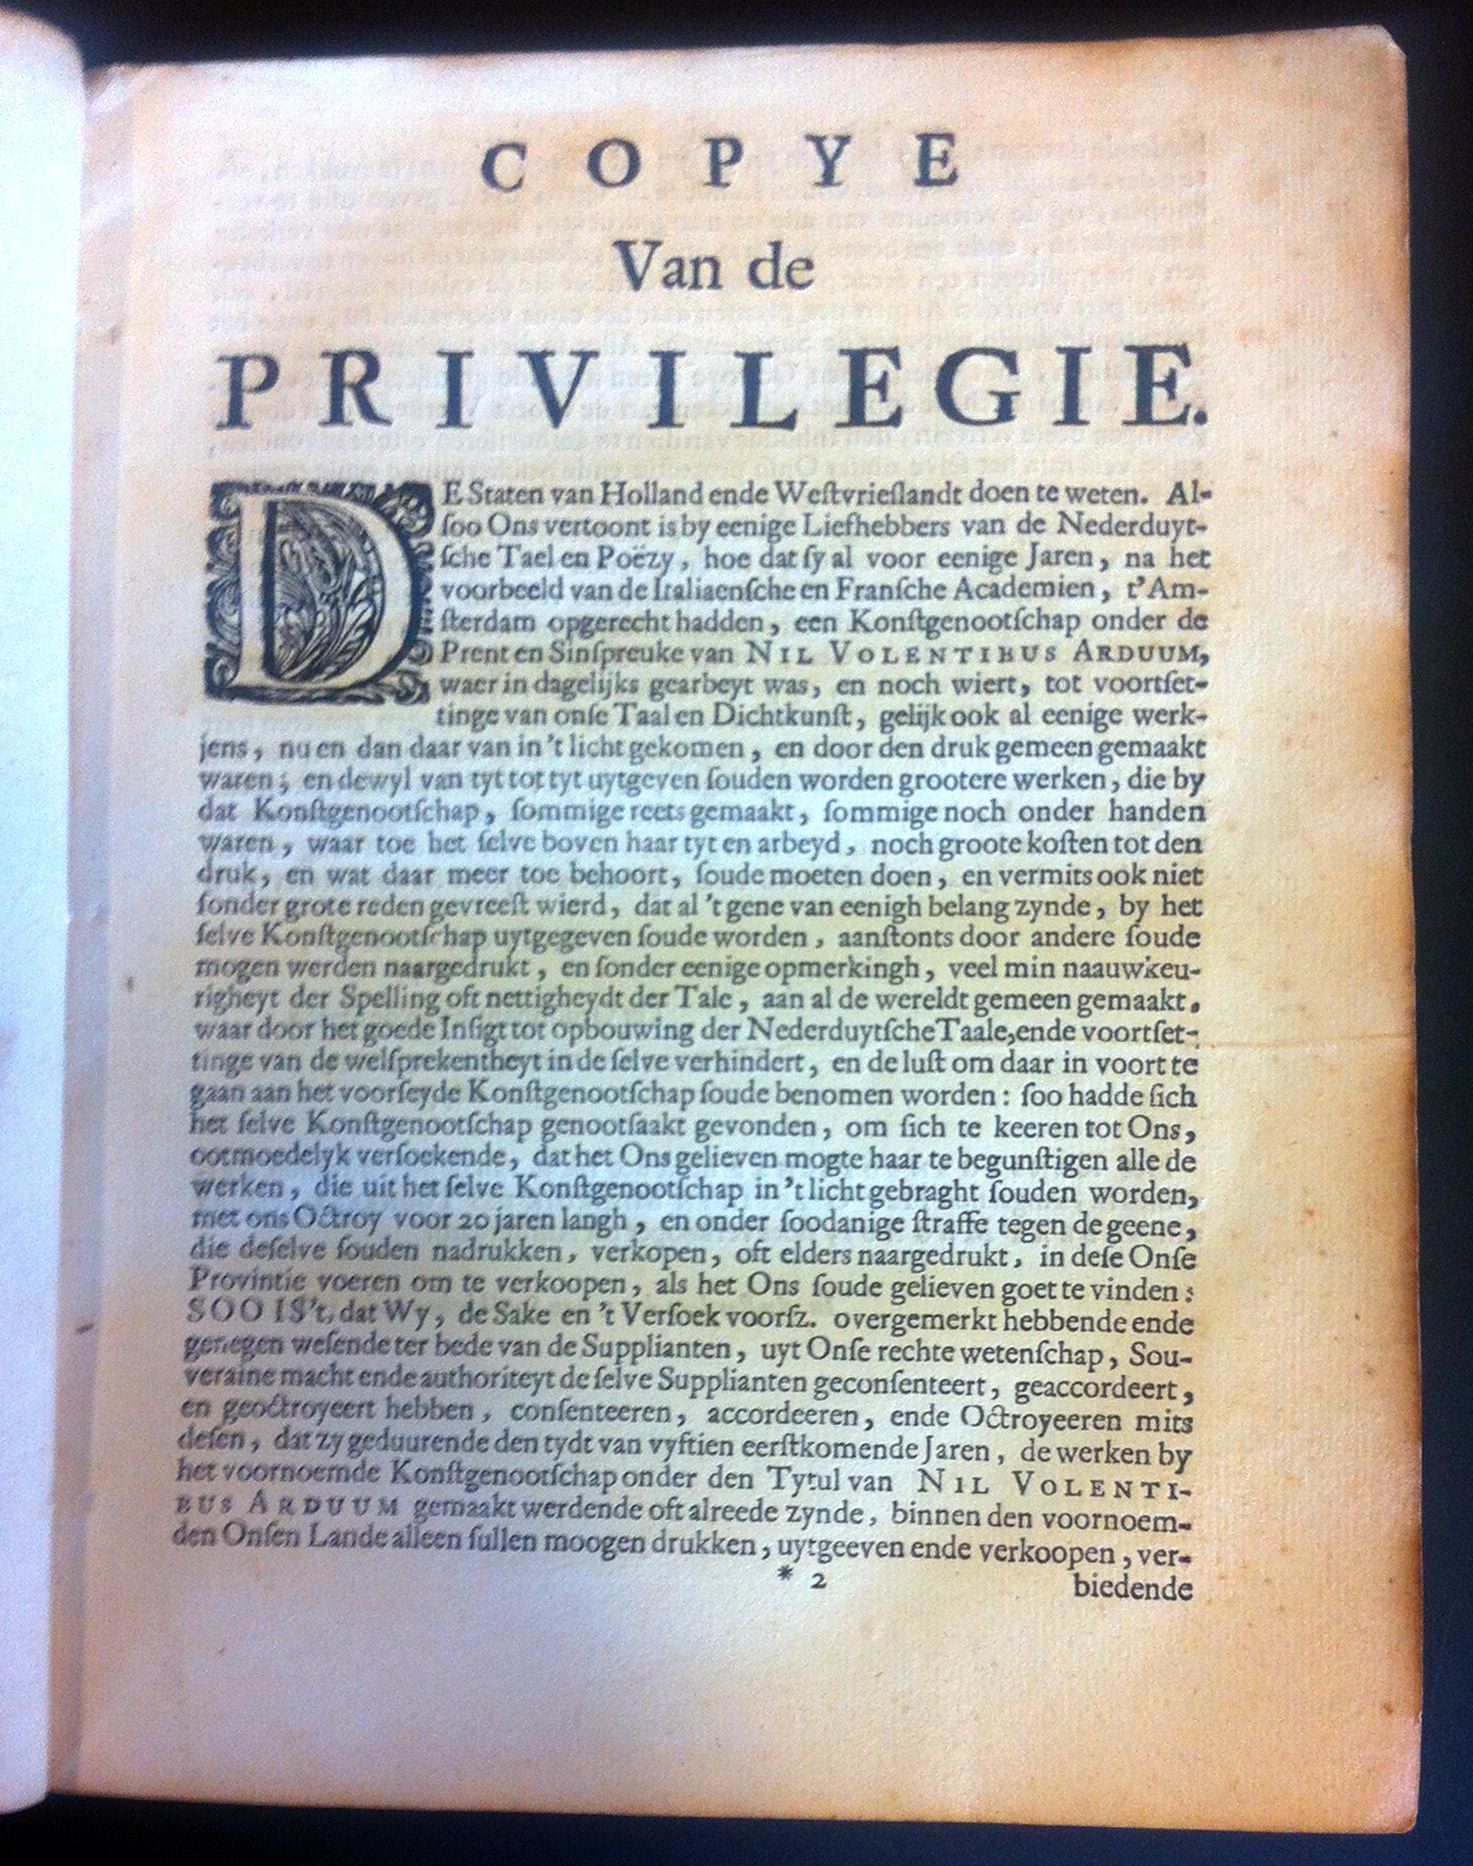 COPYE
Van de
PRIVILEGIE.
DE Staten van Holland ende Weſtvrieſlandt doen te weten. Al-
ſoo Ons vertoont is by eenige Liefhebbers van de Nederduyt-
ſche Tael en Poëzy, hoe dat ſy al voor eenige Jaren, na het
voorbeeld van de Italiaenſche en Franſche Academien, t'Am-
ſterdam opgerecht hadden, een Konſtgenootſchap onder de
Prent en Sinſpreuke van NIL VOLENTIBUS ARDUUM,
waer in dagelijks gearbeyt was, en noch wiert, tot voortſet-
tinge van onſe Taal en Dichtkunſt, gelijk ook al eenige werk-
jens, nu en dan daar van in 't licht gekomen, en door den druk gemeen gemaakt
waren; en dewyl van tyt tot tyt uytgeven ſouden worden grootere werken, die by
dat Konſtgenootſchap, ſommige reets gemaakt, ſommige noch onder handen
waren, waar toe het ſelve boven haar tyt en arbeyd, noch groote koſten tot den
druk, en wat daar meer toe behoort, ſoude moeten doen, en vermits ook niet
ſonder grote reden gevreeſt wierd, dat al 't gene van eenigh belang zynde, by het
ſelve Konſtgenootſchap uytgegeven ſoude worden, aanſtonts door andere ſoude
mogen werden naargedrukt, en ſonder eenige opmerkingh, veel min naauwkeu-
righeyt der Spelling oft nettigheydt der Tale, aan al de wereldt gemeen gemaakt.
waar door het goede Inſigt tot opbouwing der Nederduytſche Taale, ende voortſet-
tinge van de welſprekentheyt in de ſelve verhindert, en de luſt om daar in voort te
gaan aan het voorſeyde Konſtgenootſchap ſoude benomen worden: ſoo hadde ſich
het ſelve Konſtgenootſchap genootſaakt gevonden, om ſich te keeren tot Ons,
ootmoedelyk verſoekende, dat het Ons gelieven mogte haar te begunſtigen alle de
werken, die uit het ſelve Konſtgenootſchap in 't licht gebraght ſouden worden,
met ons Octroy voor 20 jaren langh, en onder ſoodanige ſtraffe tegen de geene,
die deſelve ſouden nadrukken, verkopen, oft elders naargedrukt, in deſe Onſe
Provintie voeren om te verkoopen, als het Ons ſoude gelieven goet te vinden:
SOO IS't, dat Wy, de Sake en 't Verſoek voorſz. overgemerkt hebbende ende
genegen weſende ter bede van de Supplianten, uyt Onſe rechte wetenſchap, Sou-
veraine macht ende authoriteyt de ſelve Supplianten geconſenteert, geaccordeert,
en geoctroyeert hebben, conſenteeren, accordeeren, ende Octroyeeren mits
deſen, dat zy geduurende den tydt van vyftien eerſtkomende Jaren, de werken by
het voornoemde Konſtgenootſchap onder den Tytul van NIL VOLENTI-
BUS ARDUUM gemaakt werdende oft alreede zynde, binnen den voornoem-
den Onſen Lande alleen ſullen moogen drukken, uytgeeven ende verkoopen, ver-
* 2
biedende